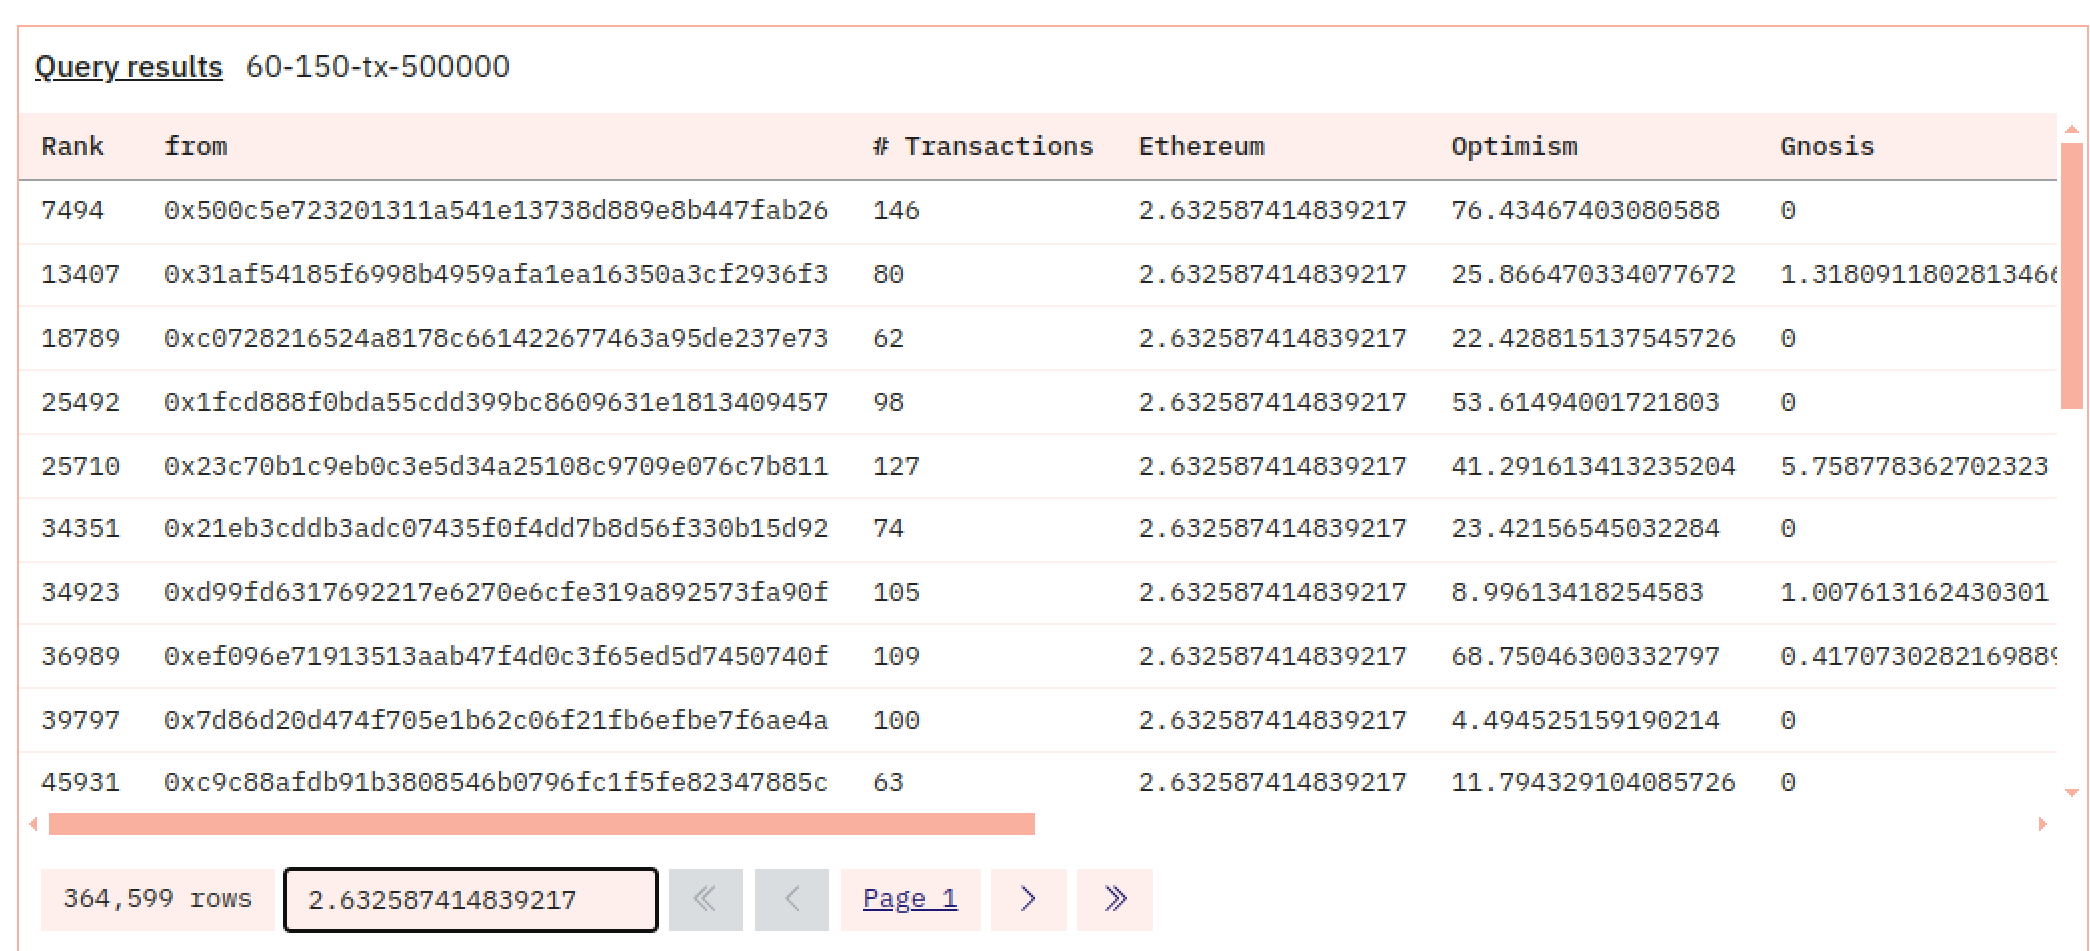 Query results 60-150-tx-500000
Rank from # Transactions Ethereum Optimism Gnosis
7494 0x500c5e723201311a541e13738d889e8b447fab26 146 2.632587414839217 76.43467403080588 0
13407 0x31af54185f6998b4959afa1ea16350a3cf2936f3 80 2.632587414839217 25.866470334077672 1.3180911802813466
18789 0xc0728216524a8178c661422677463a95de237e73 62 2.632587414839217 22.428815137545726 0
25492 0x1fcd888f0bda55cdd399bc8609631e1813409457 98 2.632587414839217 53.61494001721803 0
25710 0x23c70b1c9eb0c3e5d34a25108c9709e076c7b811 127 2.632587414839217 41.291613413235204 5.758778362702323
34351 0x21eb3cddb3adc07435f0f4dd7b8d56f330b15d92 74 2.632587414839217 23.42156545032284 0
34923 0xd99fd6317692217e6270e6cfe319a892573fa90f 105 2.632587414839217 8.99613418254583 1.007613162430301
36989 0xef096e71913513aab47f4d0c3f65ed5d7450740f 109 2.632587414839217 68.75046300332797 0.4170730282169889
39797 0x7d86d20d474f705e1b62c06f21fb6efbe7f6ae4a 100 2.632587414839217 4.494525159190214 0
45931 0xc9c88afdb91b3808546b0796fc1f5fe82347885c 63 2.632587414839217 11.794329104085726 0
364,599 rows 2.632587414839217 Page 1